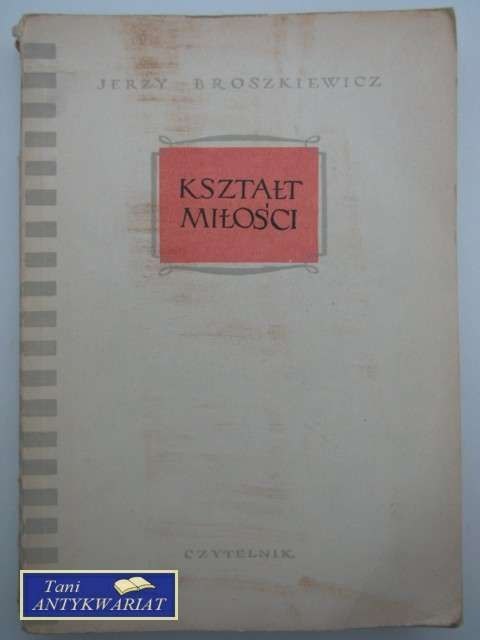 JERZY BROSZKIEWICZ
KSZTAŁT
MIŁOŚCI
CZYTELNIK
Tani
ANTYKWARIAT